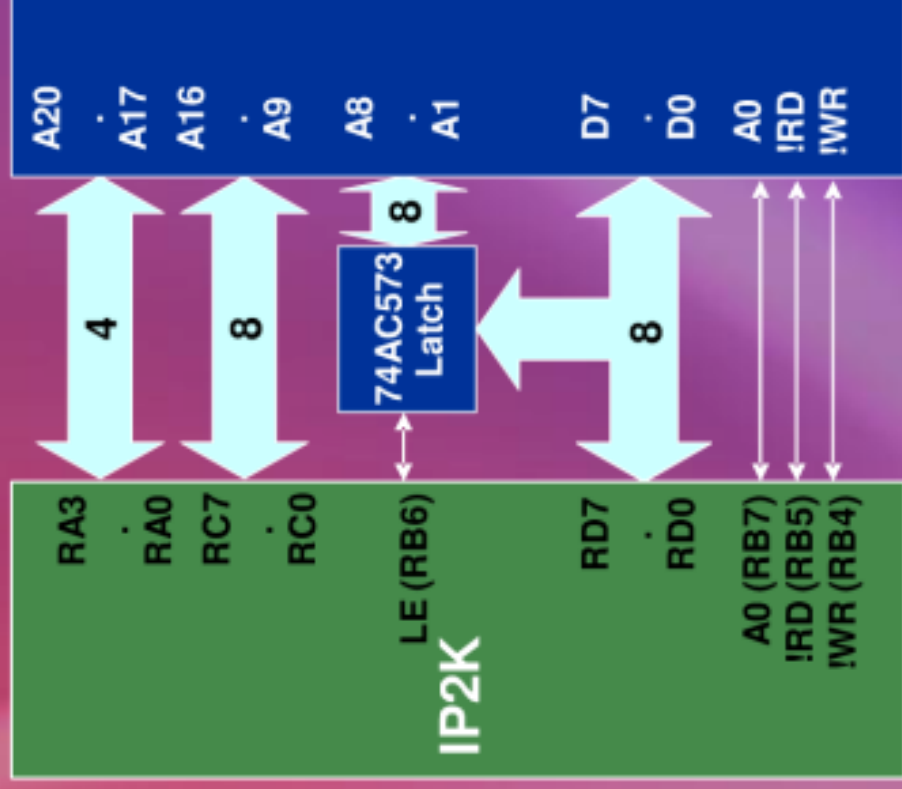 A20
.
A17
A16
.
A9
A8
.
A1
D7
.
D0
A0
!RD
!WR
4
8
8
74AC573
Latch
8
RA3
.
RA0
RC7
.
RC0
LE (RB6)
RD7
.
RD0
A0 (RB7)
!RD (RB5)
!WR (RB4)
IP2K